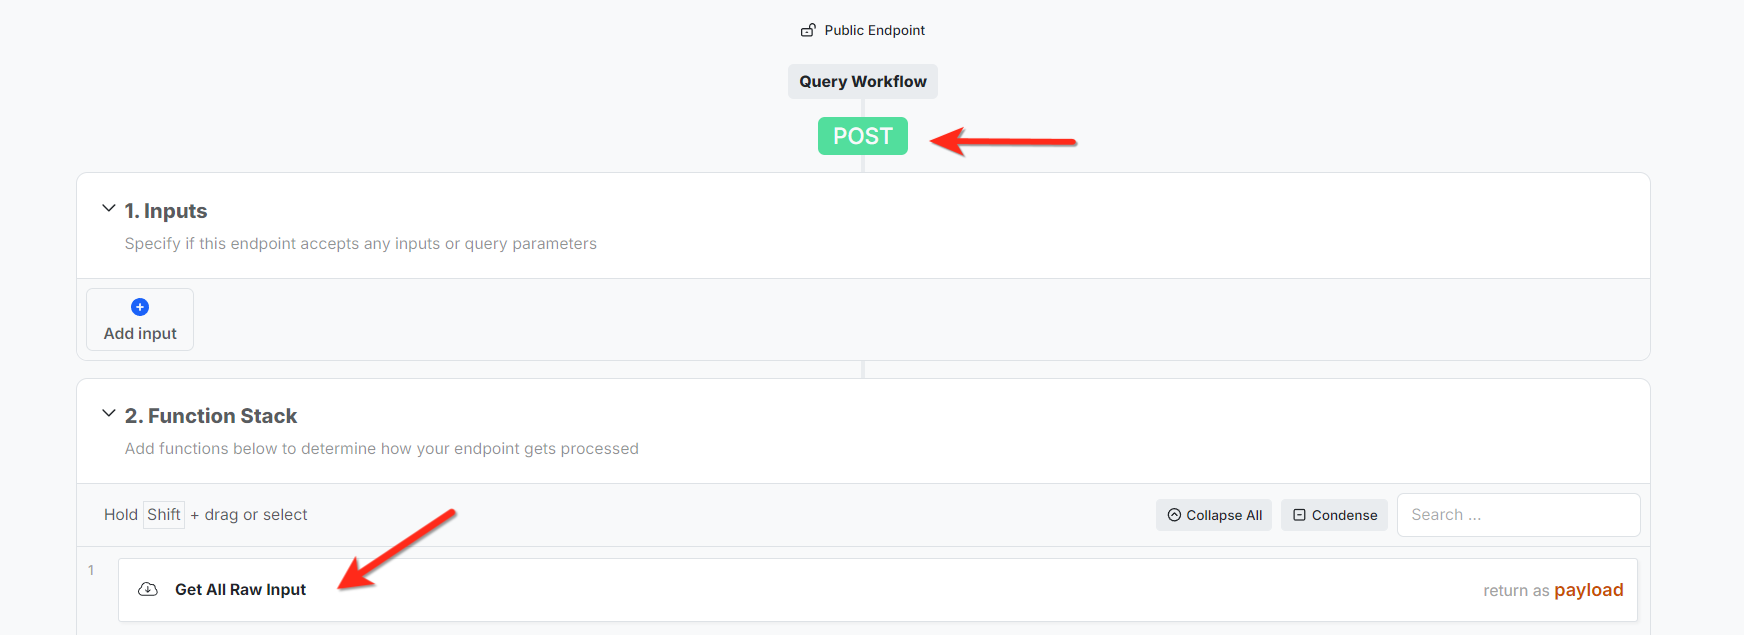 Public Endpoint
Query Workflow
POST
1. Inputs
Specify if this endpoint accepts any inputs or query parameters
Add input
2. Function Stack
Add functions below to determine how your endpoint gets processed
Hold Shift + drag or select
Collapse All
Condense
Search ...
1
Get All Raw Input
return as payload